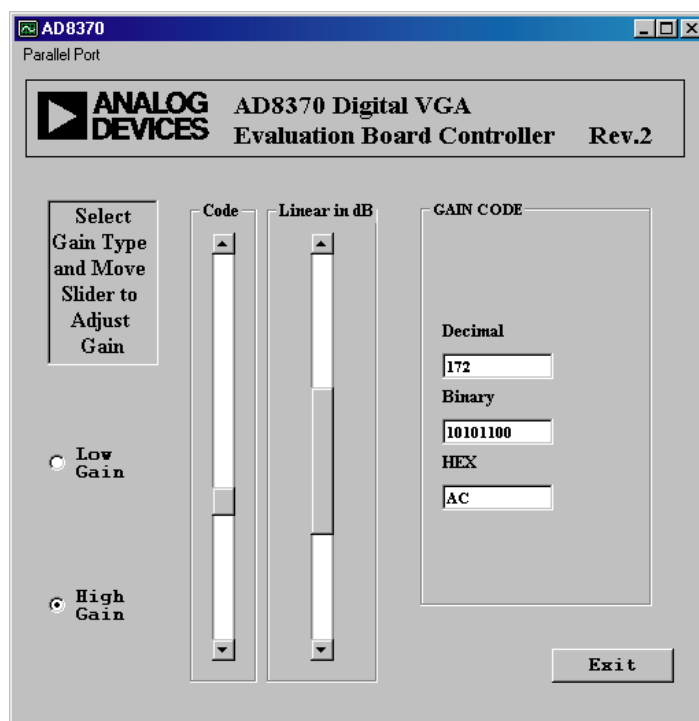 AD8370
Parallel Port
ANALOG
DEVICES
AD8370 Digital VGA
Evaluation Board Controller Rev.2
Select
Gain Type
and Move
Slider to
Adjust
Gain
Code
Linear in dB
GAIN CODE
Decimal
172
Binary
10101100
HEX
AC
Low
Gain
High
Gain
Exit